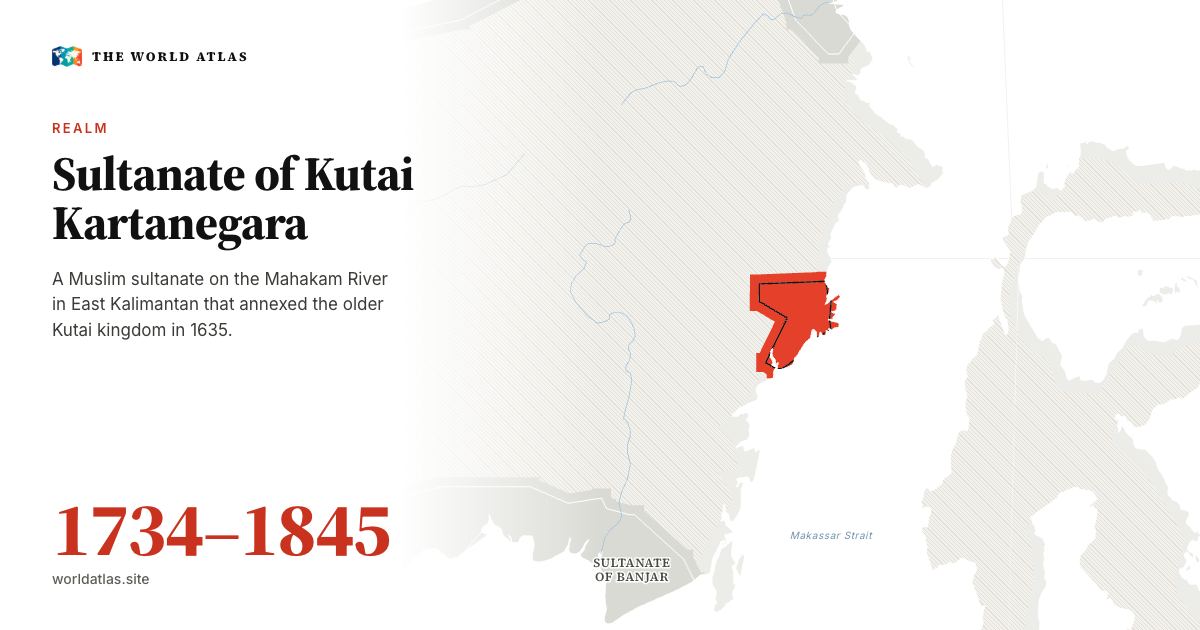 THE WORLD ATLAS
REALM
Sultanate of Kutai
Kartanegara
A Muslim sultanate on the Mahakam River
in East Kalimantan that annexed the older
Kutai kingdom in 1635.
1734–1845
worldatlas.site
SULTANATE
OF BANJAR
Makassar Strait